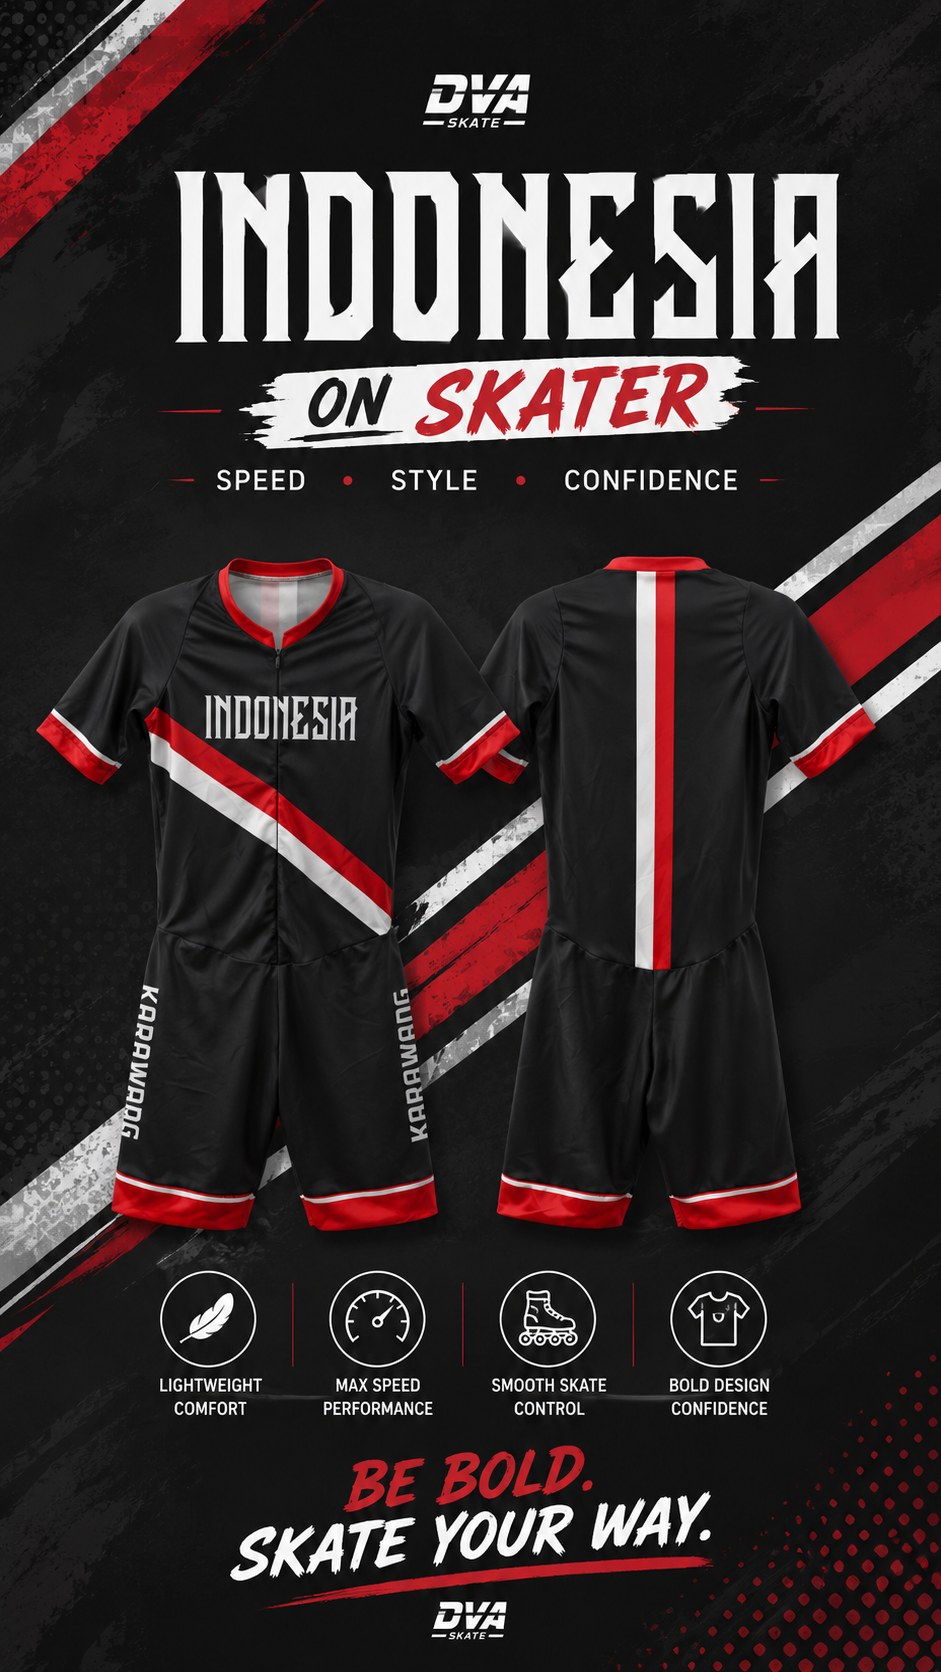 DVA
SKATE
INDONESIA
ON SKATER
SPEED • STYLE • CONFIDENCE
INDONESIA
KARAWANG
KARAWANG
LIGHTWEIGHT COMFORT
MAX SPEED PERFORMANCE
SMOOTH SKATE CONTROL
BOLD DESIGN CONFIDENCE
BE BOLD.
SKATE YOUR WAY.
DVA
SKATE